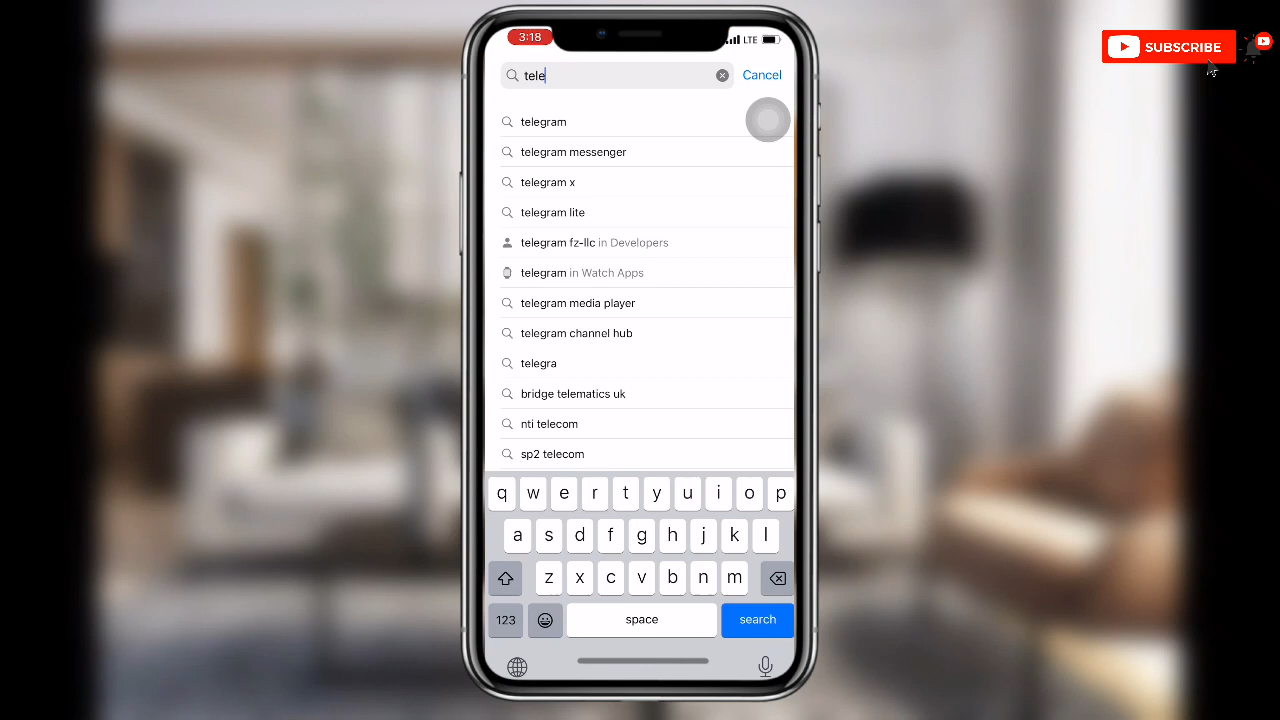 3:18
LTE
SUBSCRIBE
tele
Cancel
telegram
telegram messenger
telegram x
telegram lite
telegram fz-llc in Developers
telegram in Watch Apps
telegram media player
telegram channel hub
telegra
bridge telematics uk
nti telecom
sp2 telecom
q w e r t y u i o p
a s d f g h j k l
z x c v b n m
123 space search